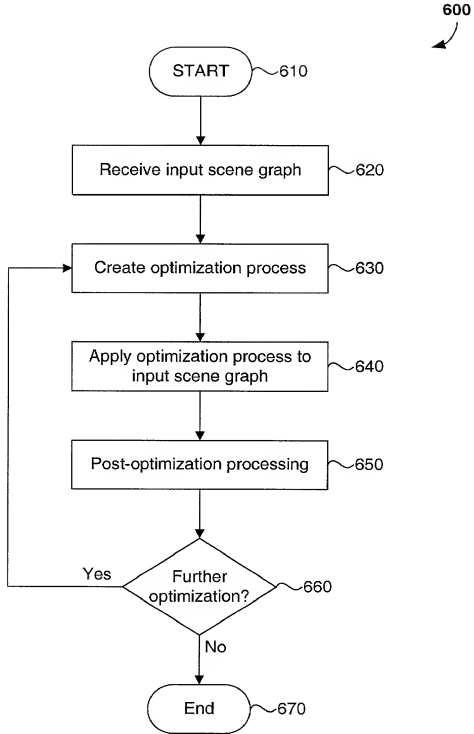 600
START 610
Receive input scene graph 620
Create optimization process 630
Apply optimization process to
input scene graph 640
Post-optimization processing 650
Yes
Further
optimization? 660
No
End 670